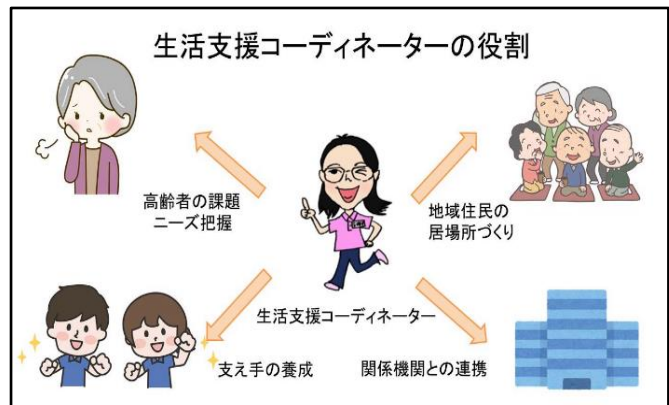 生活支援コーディネーターの役割
高齢者の課題
ニーズ把握
地域住民の
居場所づくり
生活支援コーディネーター
支え手の養成
関係機関との連携